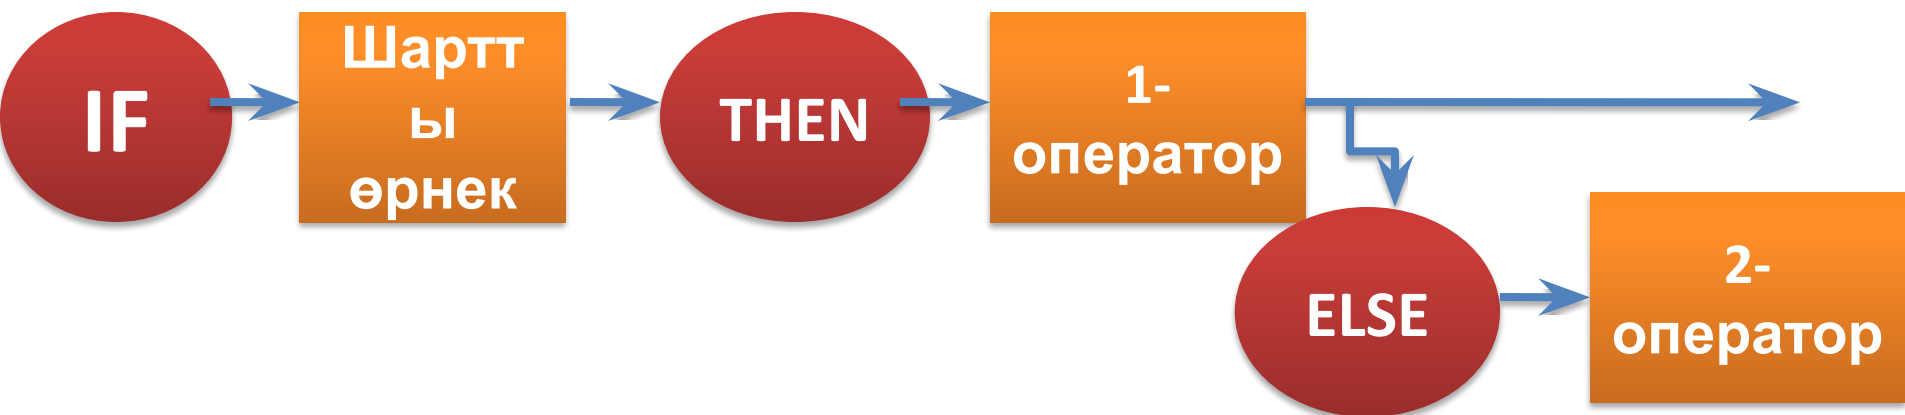 IF
Шартт
ы
өрнек
THEN
1-
оператор
ELSE
2-
оператор